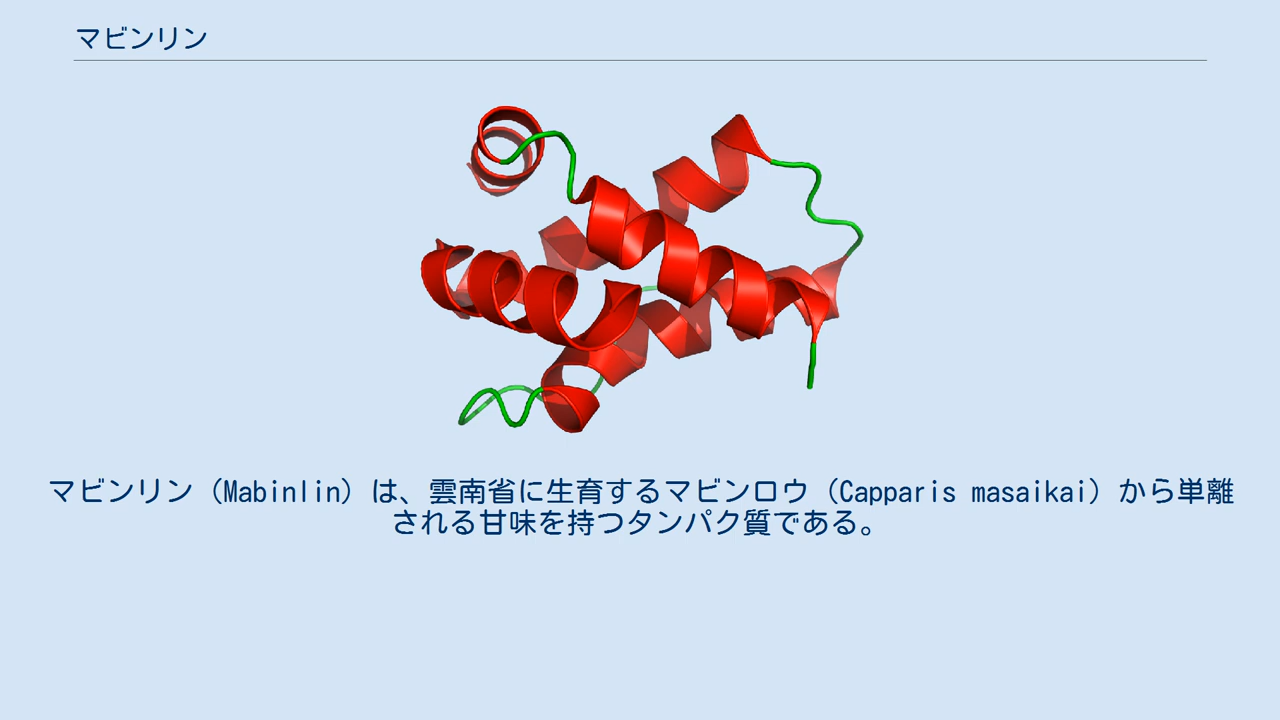 マビンリン
マビンリン（Mabinlin）は、雲南省に生育するマビンロウ（Capparis masaikai）から単離
される甘味を持つタンパク質である。